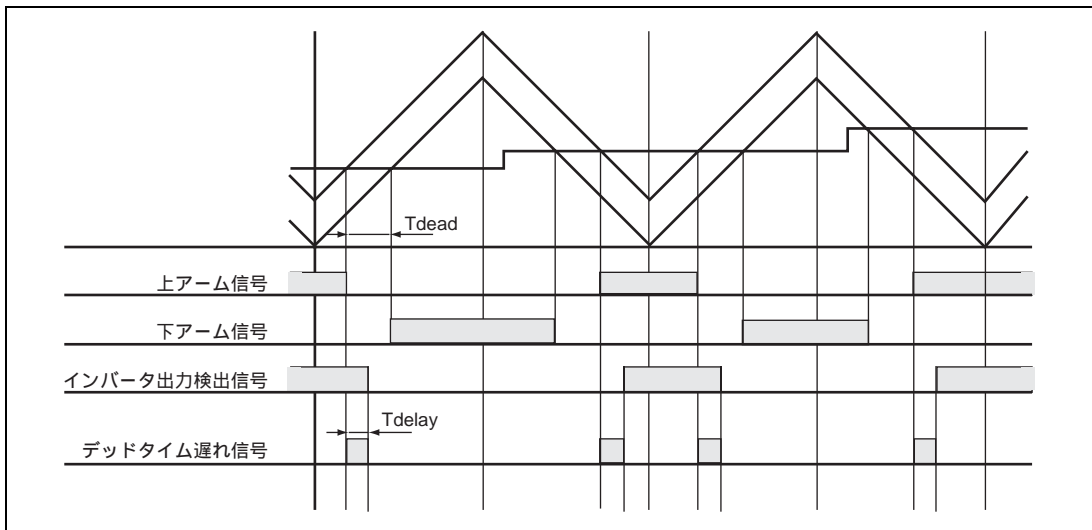 Tdead
上アーム信号
下アーム信号
インバータ出力検出信号
Tdelay
デッドタイム遅れ信号